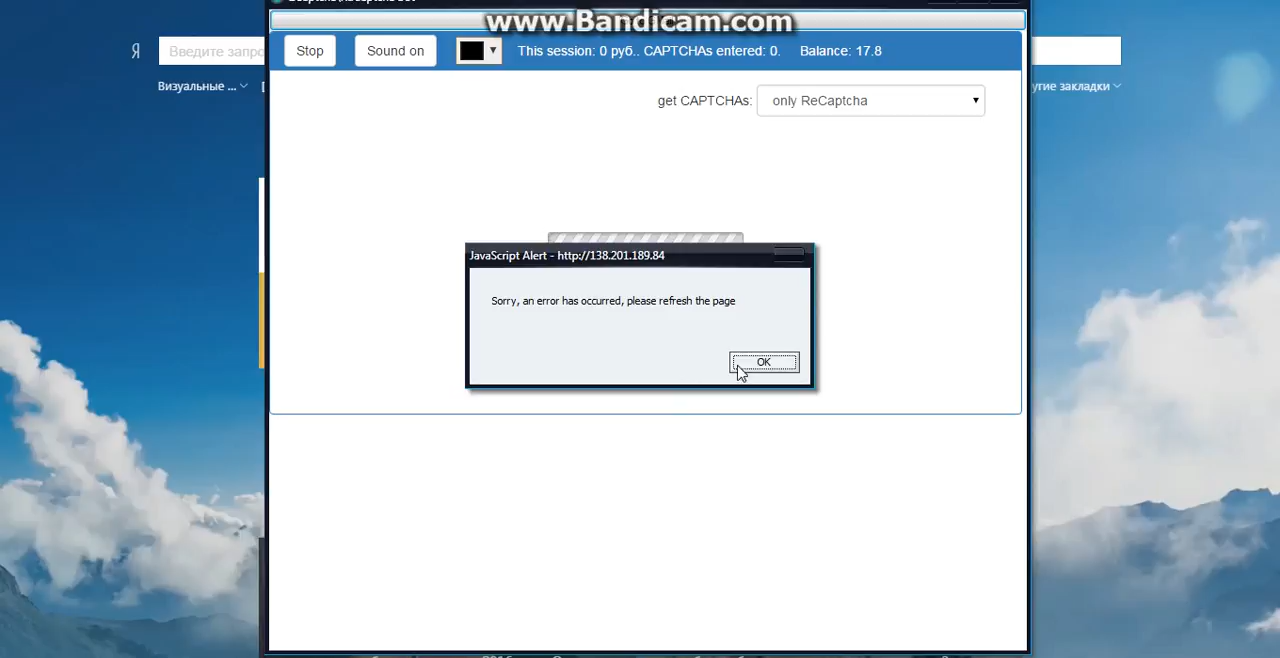 www.Bandicam.com
Я
Введите запро
Stop
Sound on
This session: 0 руб.. CAPTCHAs entered: 0.
Balance: 17.8
Визуальные ...
угие закладки
get CAPTCHAs:
only ReCaptcha
JavaScript Alert - http://138.201.189.84
Sorry, an error has occurred, please refresh the page
OK